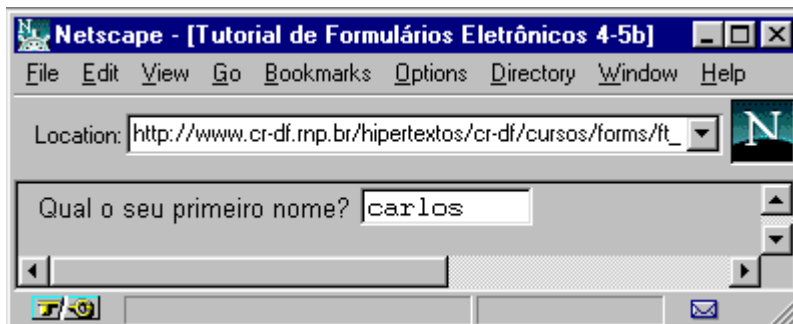 Netscape - [Tutorial de Formulários Eletrônicos 4-5b]
File Edit View Go Bookmarks Options Directory Window Help
Location: http://www.cr-df.rnp.br/hipertextos/cr-df/cursos/forms/ft_
N
Qual o seu primeiro nome? carlos